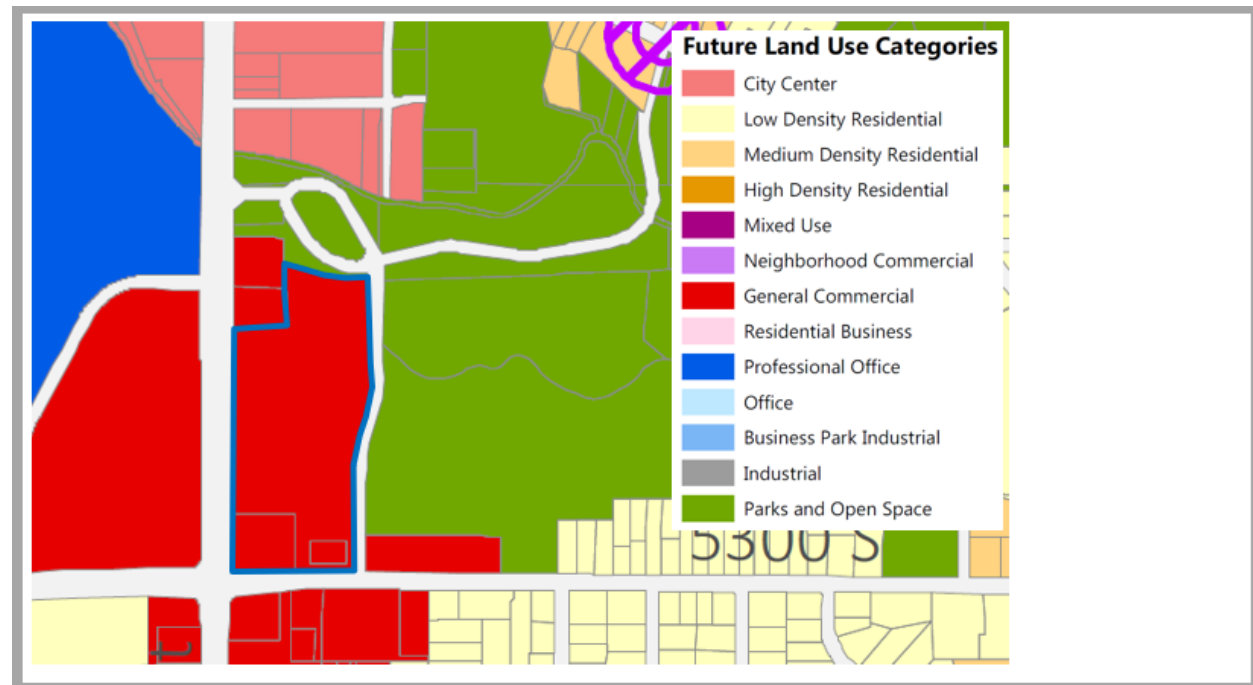 Future Land Use Categories
City Center
Low Density Residential
Medium Density Residential
High Density Residential
Mixed Use
Neighborhood Commercial
General Commercial
Residential Business
Professional Office
Office
Business Park Industrial
Industrial
Parks and Open Space
5300 S